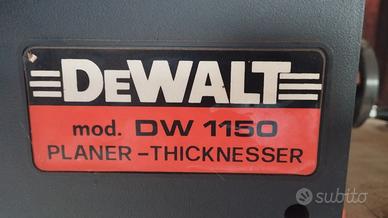 DEWALT
mod. DW 1150
PLANER-THICKNESSER
subito